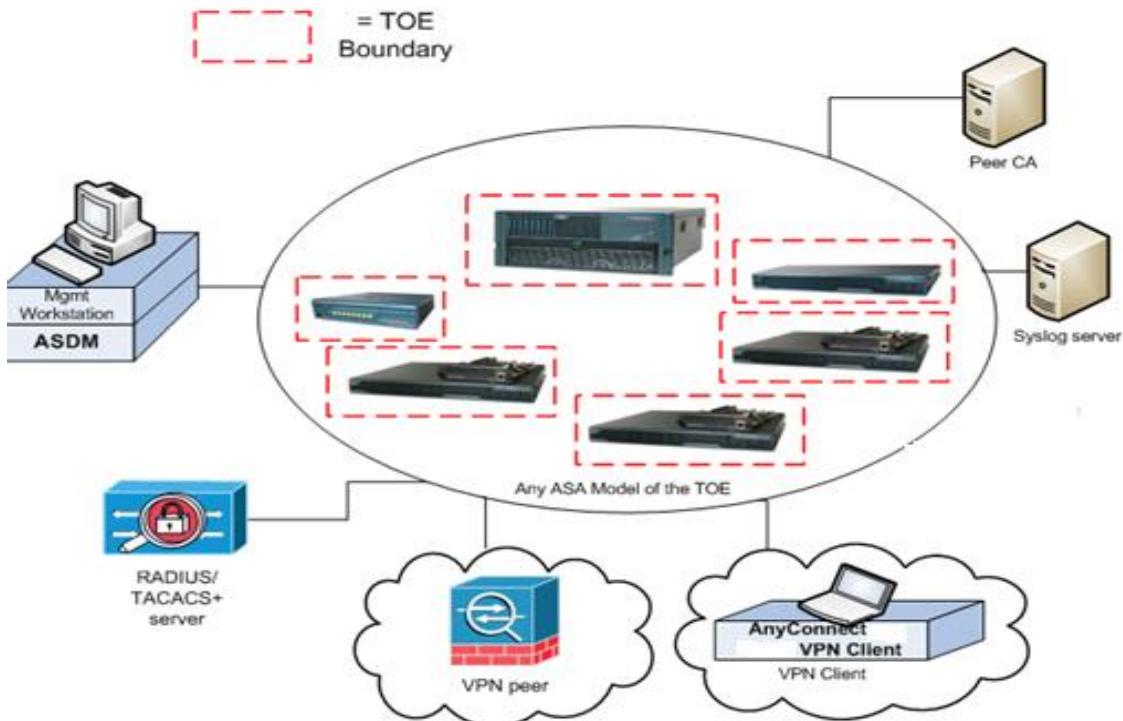 = TOE
Boundary
Peer CA
Mgmt
Workstation
ASDM
Syslog server
Any ASA Model of the TOE
RADIUS/
TACACS+
server
VPN peer
AnyConnect
VPN Client
VPN Client